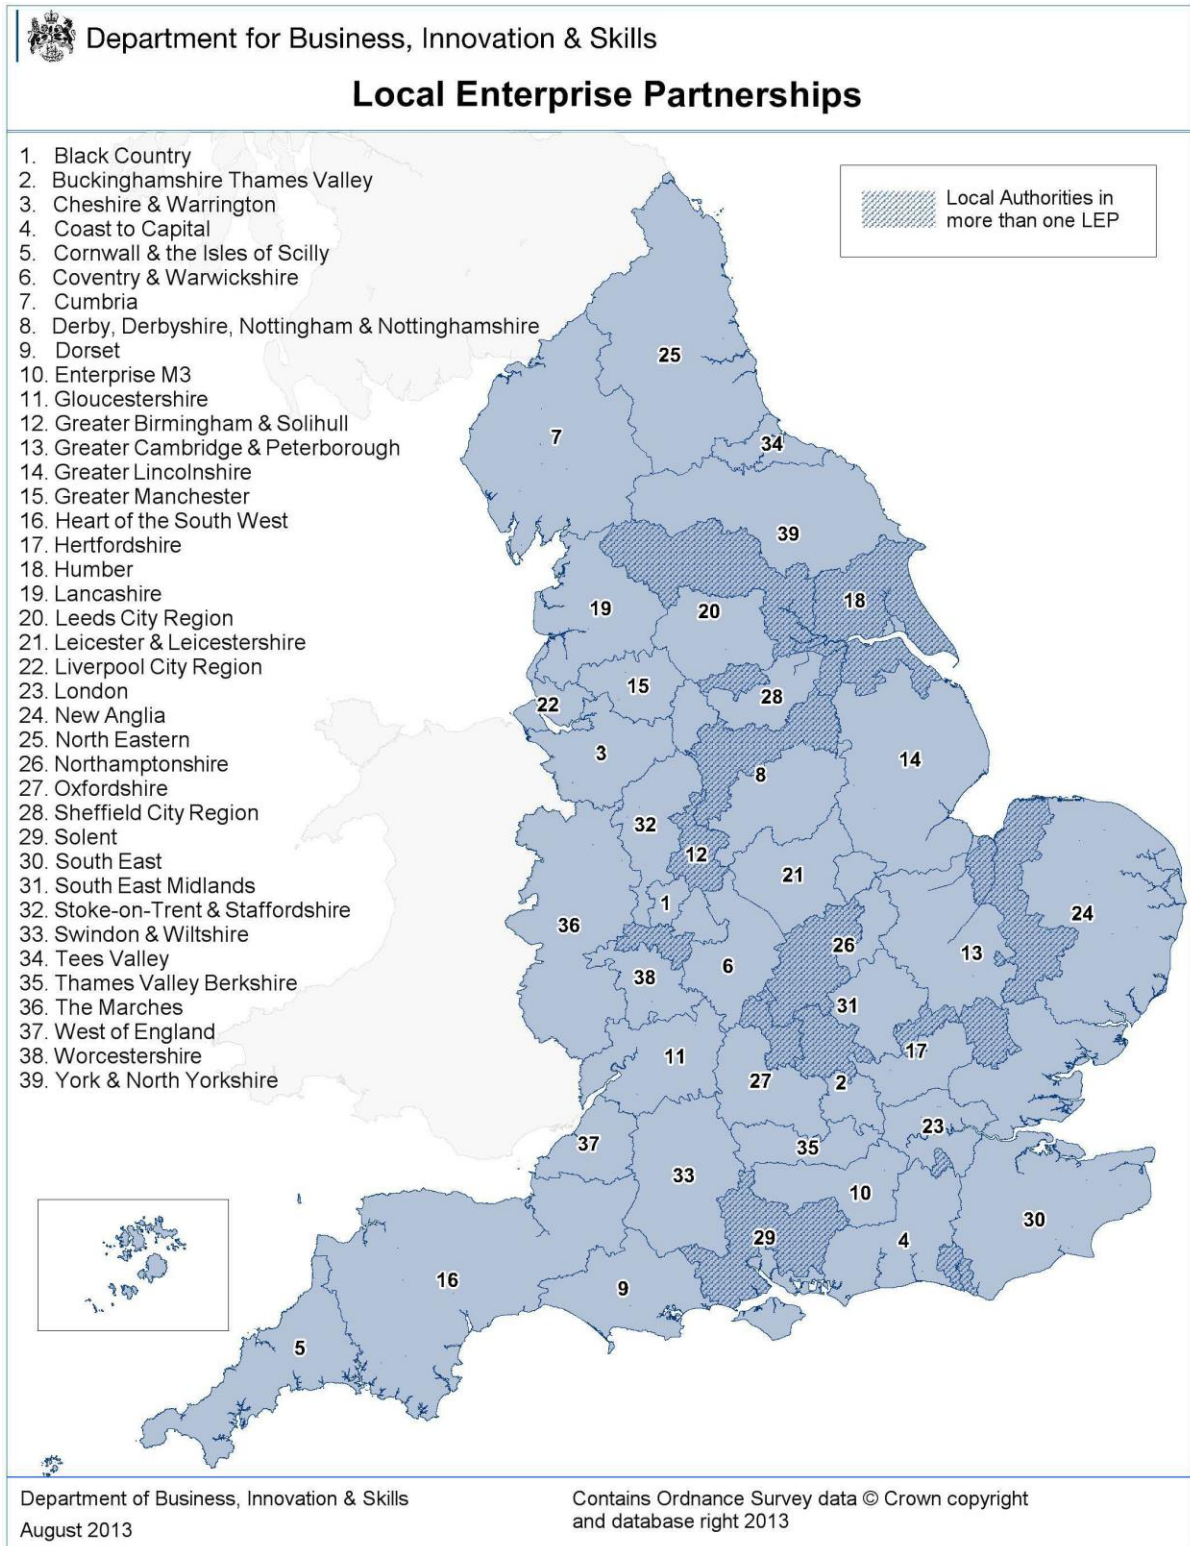 Department for Business, Innovation & Skills
Local Enterprise Partnerships
1. Black Country
2. Buckinghamshire Thames Valley
3. Cheshire & Warrington
4. Coast to Capital
5. Cornwall & the Isles of Scilly
6. Coventry & Warwickshire
7. Cumbria
8. Derby, Derbyshire, Nottingham & Nottinghamshire
9. Dorset
10. Enterprise M3
11. Gloucestershire
12. Greater Birmingham & Solihull
13. Greater Cambridge & Peterborough
14. Greater Lincolnshire
15. Greater Manchester
16. Heart of the South West
17. Hertfordshire
18. Humber
19. Lancashire
20. Leeds City Region
21. Leicester & Leicestershire
22. Liverpool City Region
23. London
24. New Anglia
25. North Eastern
26. Northamptonshire
27. Oxfordshire
28. Sheffield City Region
29. Solent
30. South East
31. South East Midlands
32. Stoke-on-Trent & Staffordshire
33. Swindon & Wiltshire
34. Tees Valley
35. Thames Valley Berkshire
36. The Marches
37. West of England
38. Worcestershire
39. York & North Yorkshire
Local Authorities in
more than one LEP
25
7
34
39
18
19
20
15
28
22
3
14
8
32
12
21
1
24
36
26
13
6
38
31
17
11
27
2
23
37
35
33
10
30
29
4
16
9
5
Department of Business, Innovation & Skills
August 2013
Contains Ordnance Survey data © Crown copyright
and database right 2013